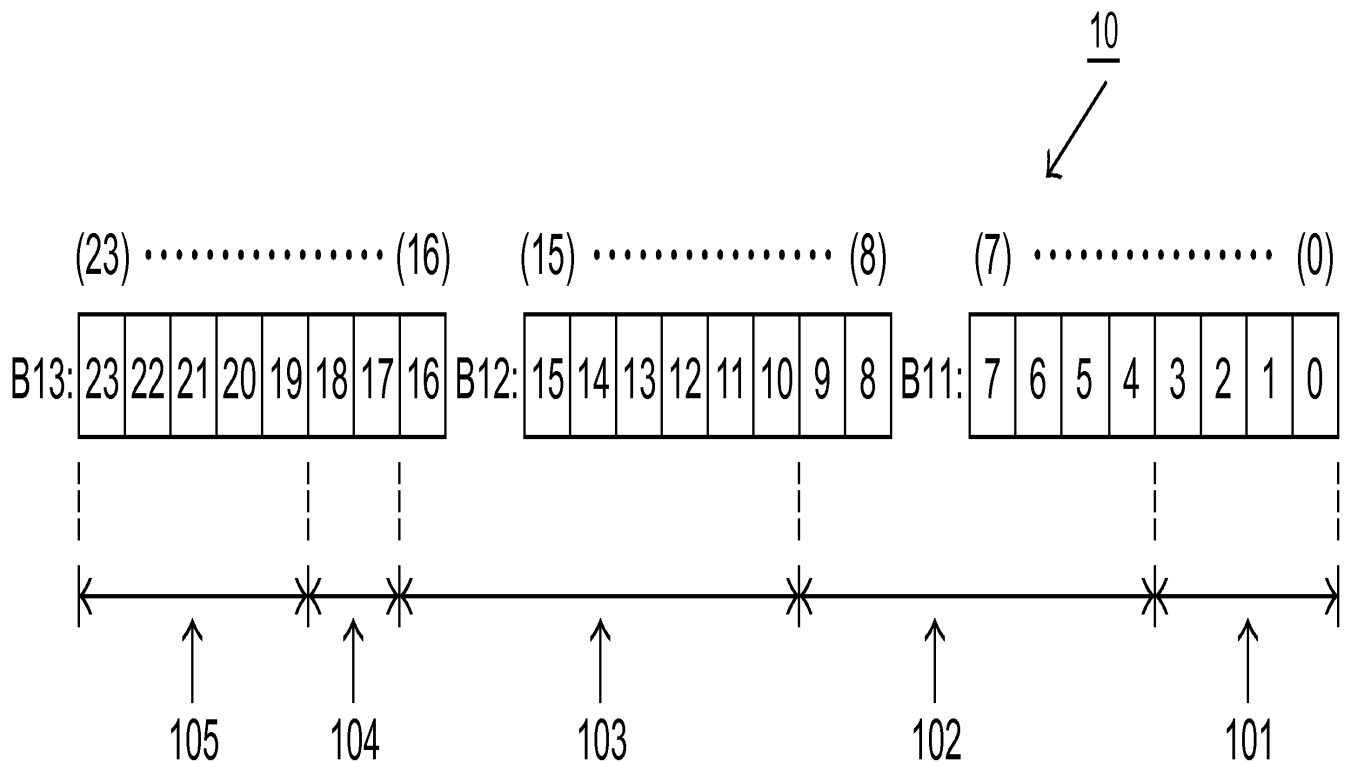 10
(23) ............... (16) (15) ............... (8) (7) ............... (0)
B13: 23 22 21 20 19 18 17 16 B12: 15 14 13 12 11 10 9 8 B11: 7 6 5 4 3 2 1 0
105 104 103 102 101